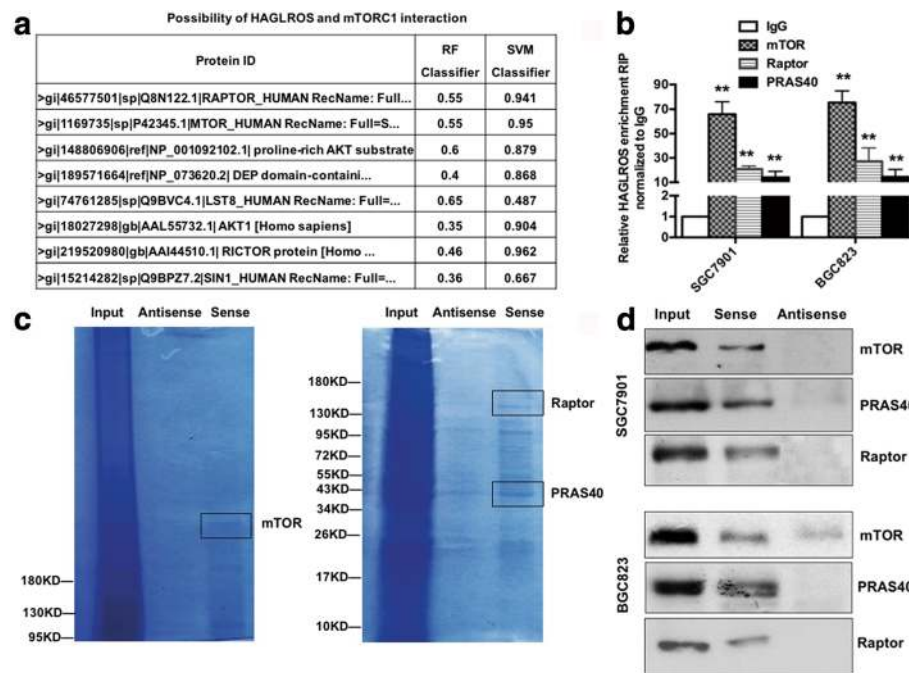 a
Possibility of HAGLROS and mTORC1 interaction
Protein ID RF Classifier SVM Classifier
>gi|46577501|sp|Q8N122.1|RAPTOR_HUMAN RecName: Full... 0.55 0.941
>gi|1169735|sp|P42345.1|MTOR_HUMAN RecName: Full=S... 0.55 0.95
>gi|148806906|ref|NP_001092102.1| proline-rich AKT substrate 0.6 0.879
>gi|189571664|ref|NP_073620.2| DEP domain-containi... 0.4 0.868
>gi|74761285|sp|Q9BVC4.1|LST8_HUMAN RecName: Full=... 0.65 0.487
>gi|18027298|gb|AAL55732.1| AKT1 [Homo sapiens] 0.35 0.904
>gi|219520980|gb|AAI44510.1| RICTOR protein [Homo ... 0.46 0.962
>gi|15214282|sp|Q9BPZ7.2|SIN1_HUMAN RecName: Full=... 0.36 0.667
b
IgG
mTOR
Raptor
PRAS40
Relative HAGLROS enrichment RIP
normalized to IgG
90
70
50
30
10
2
1
0
**
**
**
**
**
**
SGC7901
BGC823
c
Input Antisense Sense
mTOR
180KD
130KD
95KD
Input Antisense Sense
180KD
130KD
95KD
72KD
55KD
43KD
34KD
26KD
17KD
10KD
Raptor
PRAS40
d
Input Sense Antisense
SGC7901
mTOR
PRAS40
Raptor
BGC823
mTOR
PRAS40
Raptor